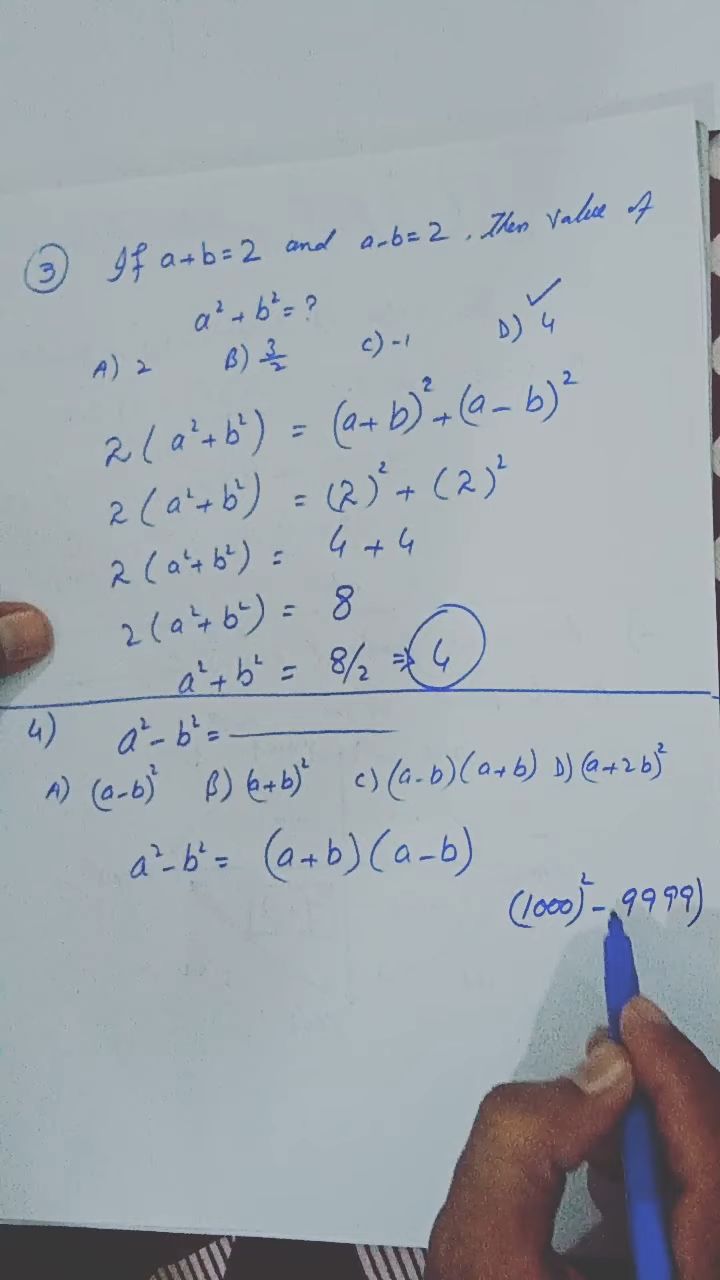 ③ If a+b=2 and a-b=2, Then value of
a²+b²=?
A) 2 B) 3/2 C) -1 D) 4 ✓
2(a²+b²) = (a+b)²+(a-b)²
2(a²+b²) = (2)²+(2)²
2(a²+b²) = 4+4
2(a²+b²) = 8
a²+b² = 8/2 ⇒ 4
4) a²-b²=________
A) (a-b)² B) (a+b)² C) (a-b)(a+b) D) (a+2b)²
a²-b²= (a+b)(a-b)
(1000)²-9999)